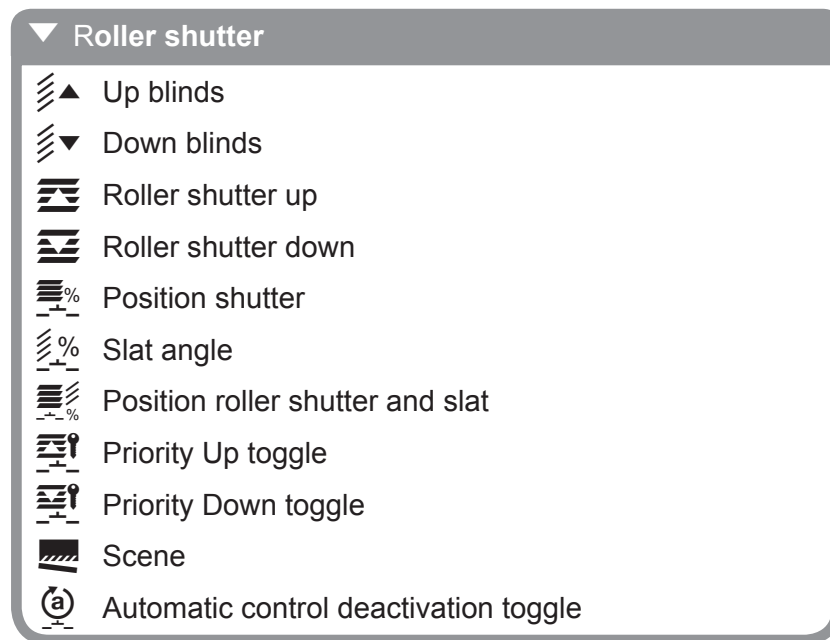 Roller shutter
Up blinds
Down blinds
Roller shutter up
Roller shutter down
% Position shutter
% Slat angle
% Position roller shutter and slat
Priority Up toggle
Priority Down toggle
Scene
a Automatic control deactivation toggle